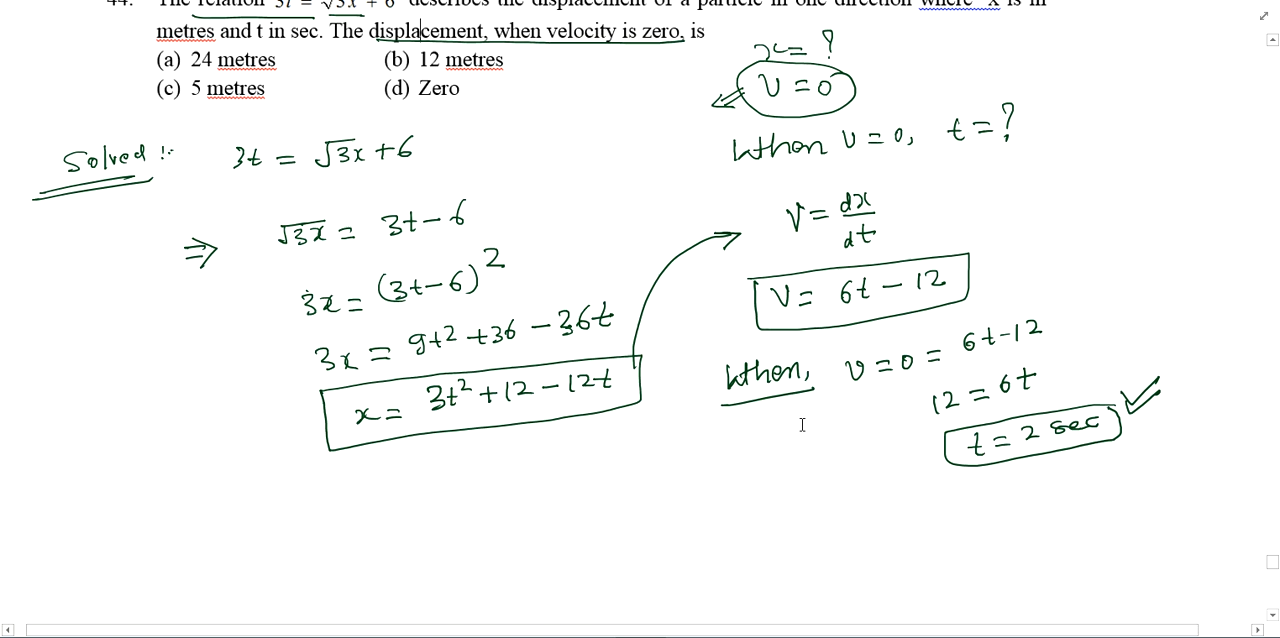 44. The relation 3t = √3x + 6 describes the displacement of a particle in one direction where x is in
metres and t in sec. The displacement, when velocity is zero, is
(a) 24 metres (b) 12 metres
(c) 5 metres (d) Zero
x = ?
v = 0
When v = 0, t = ?
Solved :-
3t = √3x + 6
⇒ √3x = 3t - 6
3x = (3t - 6)²
3x = 9t² + 36 - 36t
x = 3t² + 12 - 12t
v = dx/dt
v = 6t - 12
When, v = 0 = 6t - 12
12 = 6t
t = 2 sec